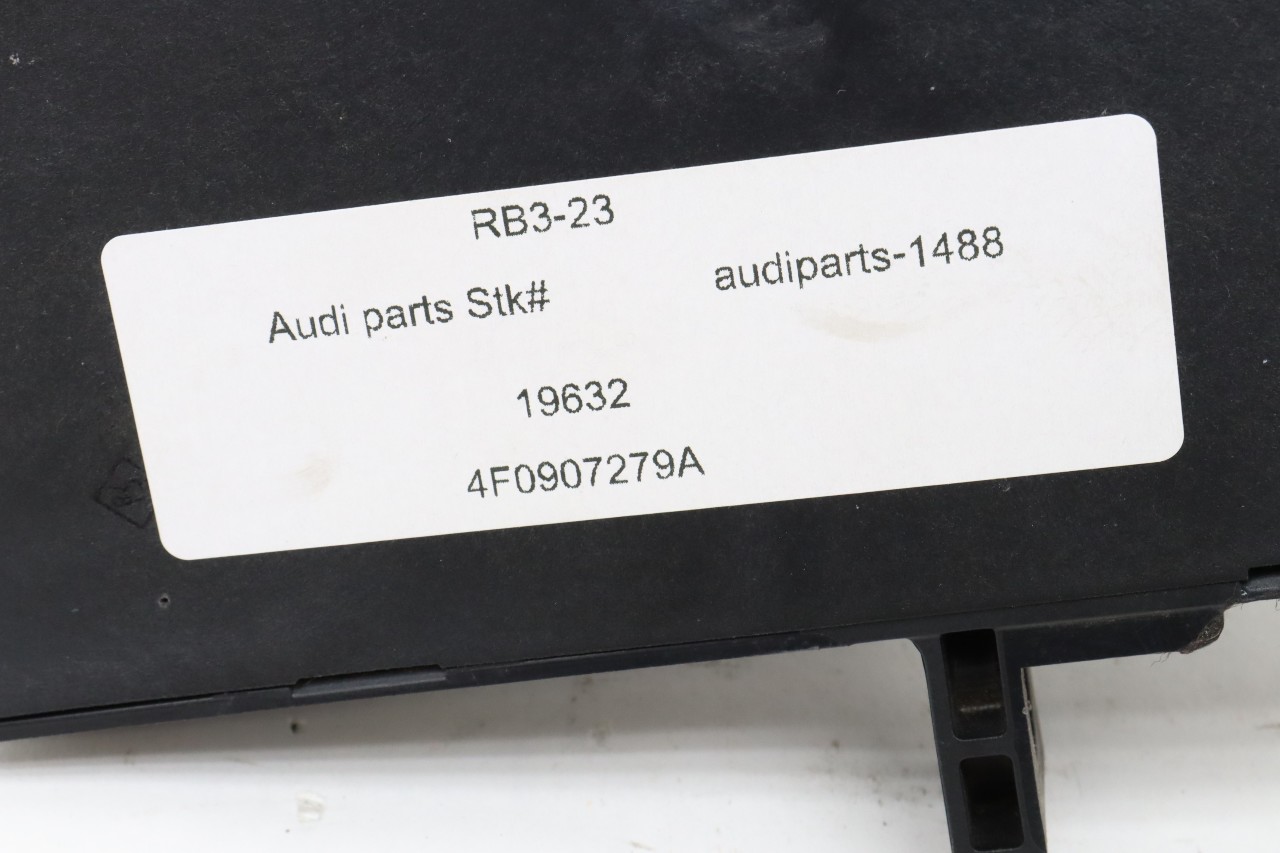 RB3-23
Audi parts Stk# audiparts-1488
19632
4F0907279A